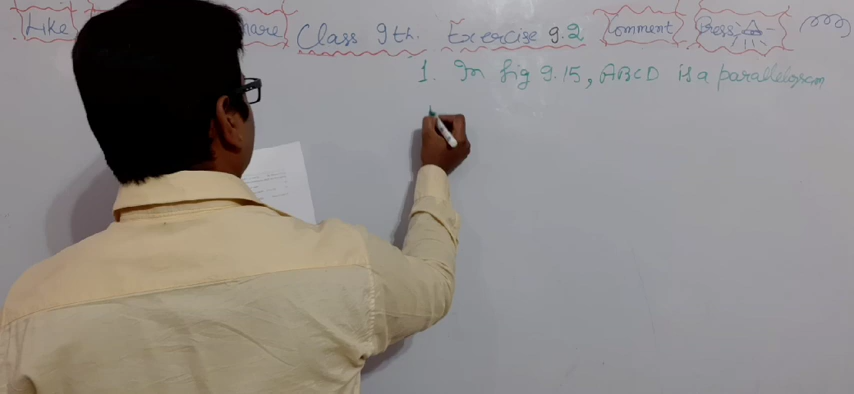 Like Share Class 9th. Exercise 9.2 Comment Press
1. In fig 9.15, ABCD is a parallelogram